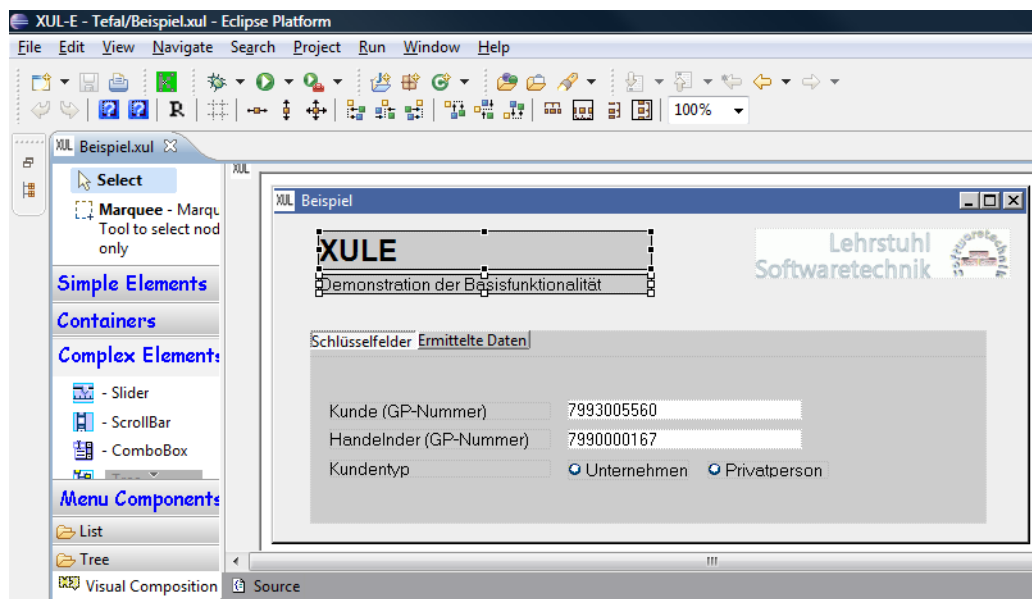 XUL-E - Tefal/Beispiel.xul - Eclipse Platform
File Edit View Navigate Search Project Run Window Help
R 100%
XUL Beispiel.xul
Select
Marquee - Marqu
Tool to select nod
only
Simple Elements
Containers
Complex Elements
- Slider
- ScrollBar
- ComboBox
Menu Components
List
Tree
Visual Composition
XUL
XUL Beispiel
XULE
Demonstration der Basisfunktionalität
Lehrstuhl
Softwaretechnik
Schlüsselfelder Ermittelte Daten
Kunde (GP-Nummer) 7993005560
Handelnder (GP-Nummer) 7990000167
Kundentyp Unternehmen Privatperson
Source